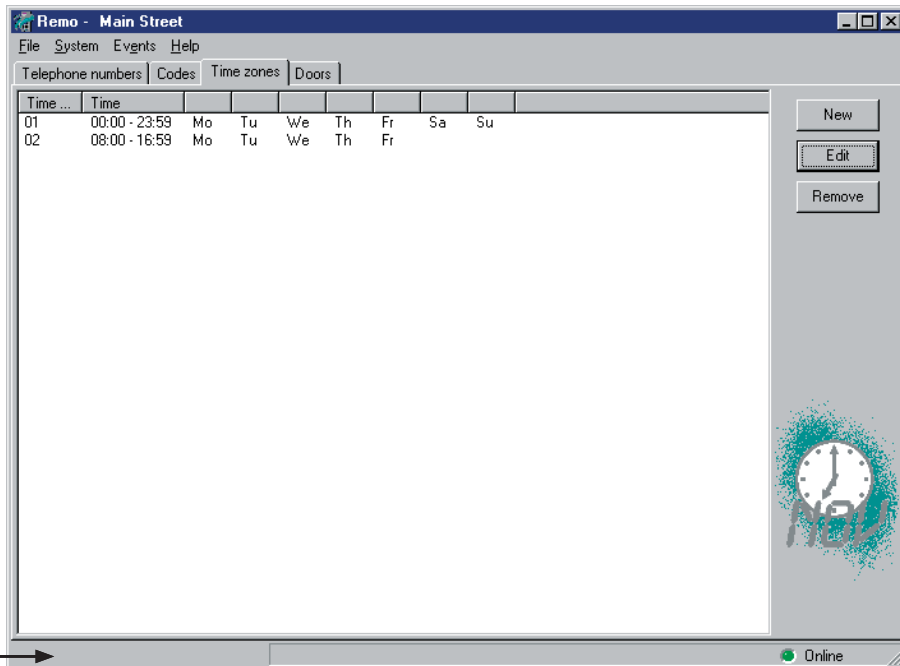 Remo - Main Street
File System Events Help
Telephone numbers Codes Time zones Doors
Time ... Time
01 00:00 - 23:59 Mo Tu We Th Fr Sa Su
02 08:00 - 16:59 Mo Tu We Th Fr
New
Edit
Remove
NOW
Online